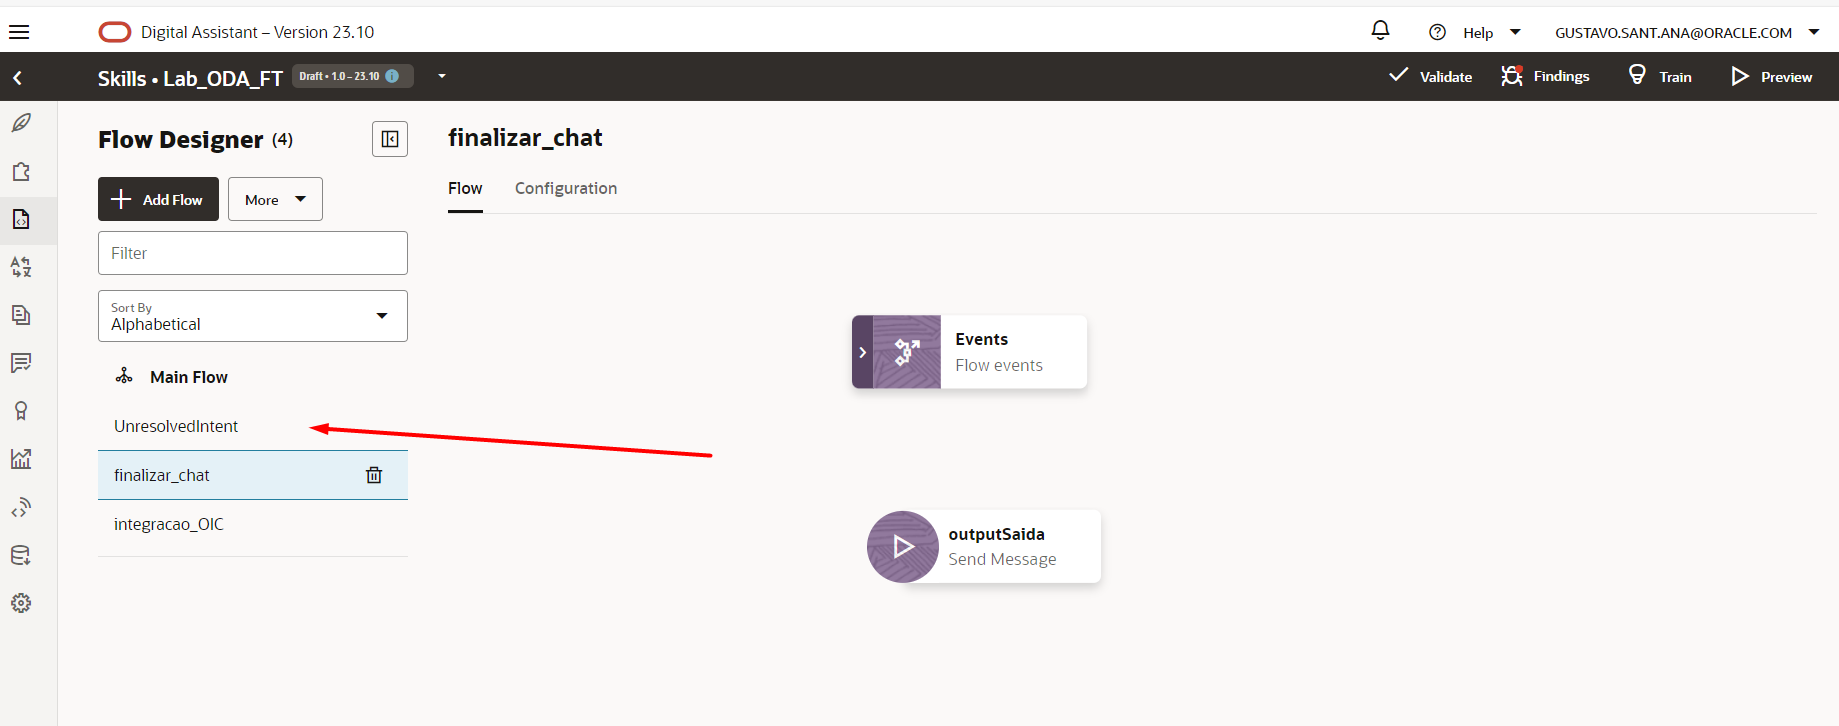 Digital Assistant – Version 23.10
Help
GUSTAVO.SANT.ANA@ORACLE.COM
Skills • Lab_ODA_FT
Draft • 1.0 – 23.10
Validate
Findings
Train
Preview
Flow Designer (4)
Add Flow
More
Filter
Sort By
Alphabetical
Main Flow
UnresolvedIntent
finalizar_chat
integracao_OIC
finalizar_chat
Flow
Configuration
Events
Flow events
outputSaida
Send Message